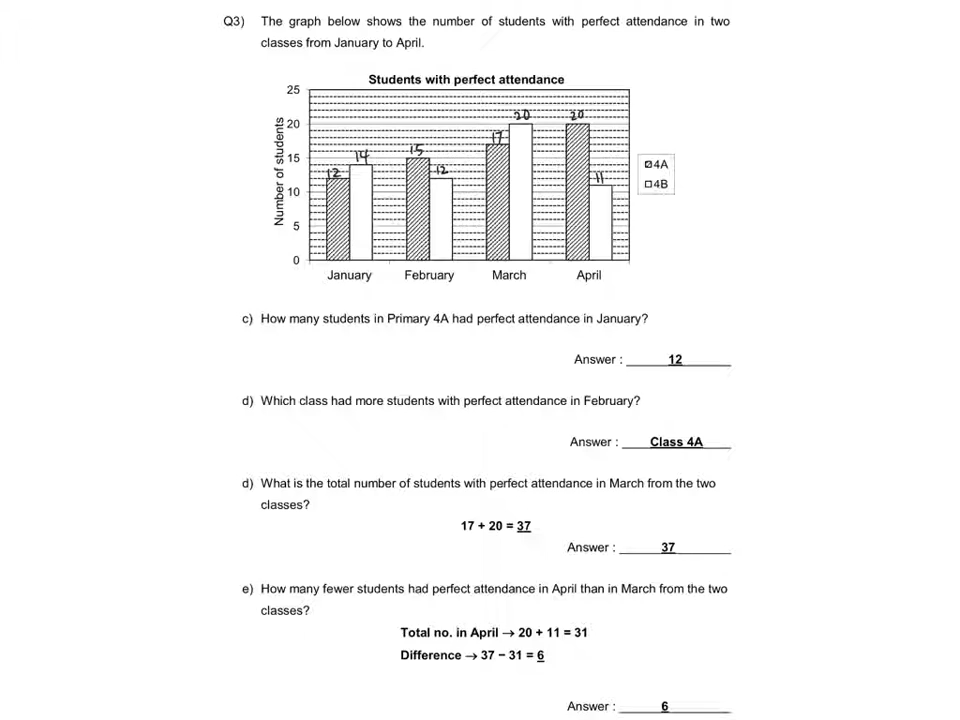 Q3) The graph below shows the number of students with perfect attendance in two
classes from January to April.
Students with perfect attendance
Number of students
25
20
15
10
5
0
12
14
15
12
17
20
20
11
4A
4B
January
February
March
April
c) How many students in Primary 4A had perfect attendance in January?
Answer : 12
d) Which class had more students with perfect attendance in February?
Answer : Class 4A
d) What is the total number of students with perfect attendance in March from the two
classes?
17 + 20 = 37
Answer : 37
e) How many fewer students had perfect attendance in April than in March from the two
classes?
Total no. in April → 20 + 11 = 31
Difference → 37 − 31 = 6
Answer : 6